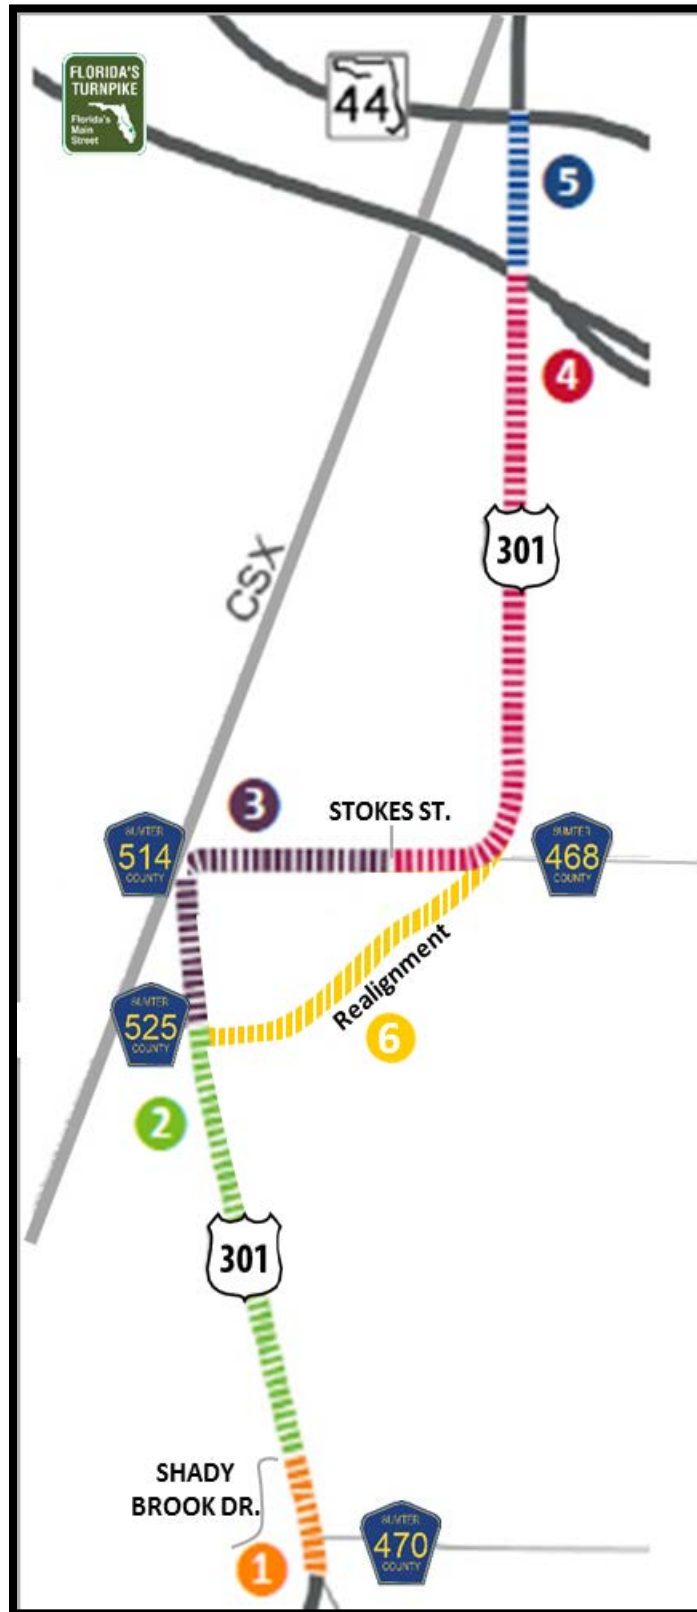 FLORIDA'S
TURNPIKE
Florida's
Main
Street
44
5
4
301
CSX
3
STOKES ST.
SUMTER
514
COUNTY
SUMTER
468
COUNTY
Realignment
6
SUMTER
525
COUNTY
2
301
SHADY
BROOK DR.
1
SUMTER
470
COUNTY